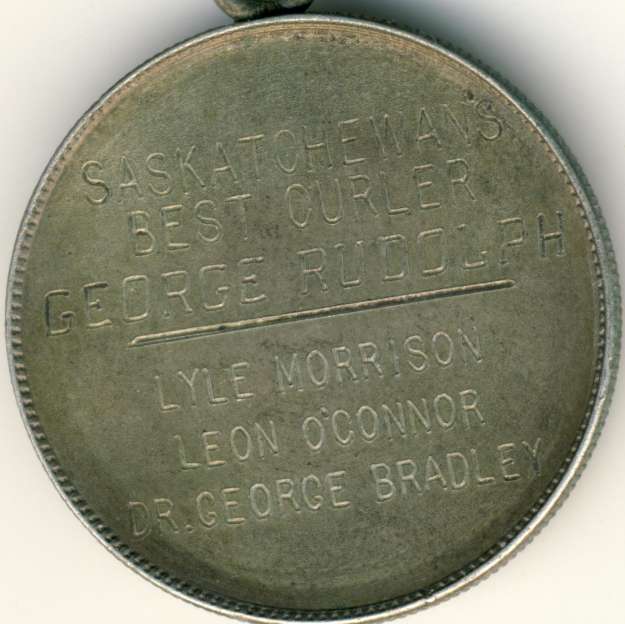 SASKATCHEWAN'S
BEST CURLER
GEORGE RUDOLPH
LYLE MORRISON
LEON O'CONNOR
DR. GEORGE BRADLEY